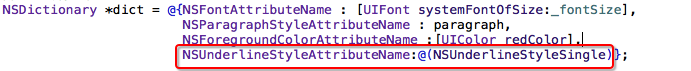 NSDictionary *dict = @{NSFontAttributeName : [UIFont systemFontOfSize:_fontSize],
NSParagraphStyleAttributeName : paragraph,
NSForegroundColorAttributeName :[UIColor redColor],
NSUnderlineStyleAttributeName:@(NSUnderlineStyleSingle)};